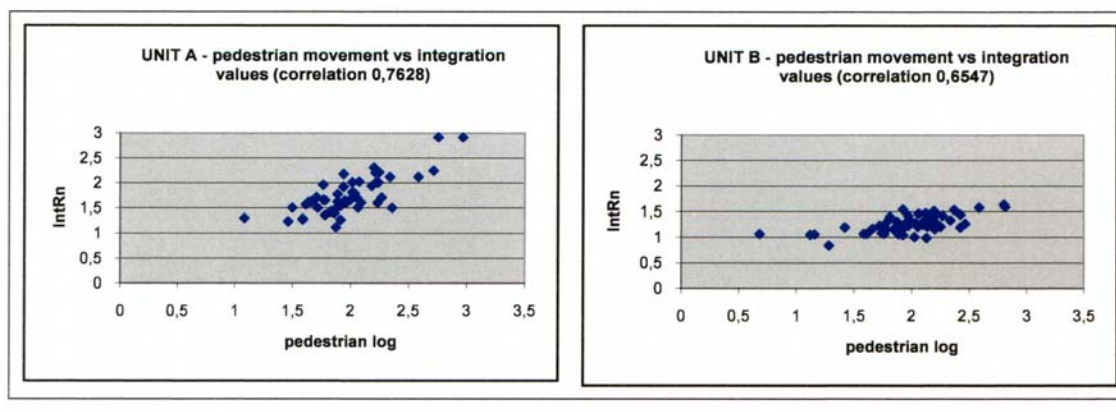 UNIT A - pedestrian movement vs integration
values (correlation 0,7628)
3
2,5
2
1,5
1
0,5
0
IntRn
0 0,5 1 1,5 2 2,5 3 3,5
pedestrian log
UNIT B - pedestrian movement vs integration
values (correlation 0,6547)
3
2,5
2
1,5
1
0,5
0
IntRn
0 0,5 1 1,5 2 2,5 3 3,5
pedestrian log